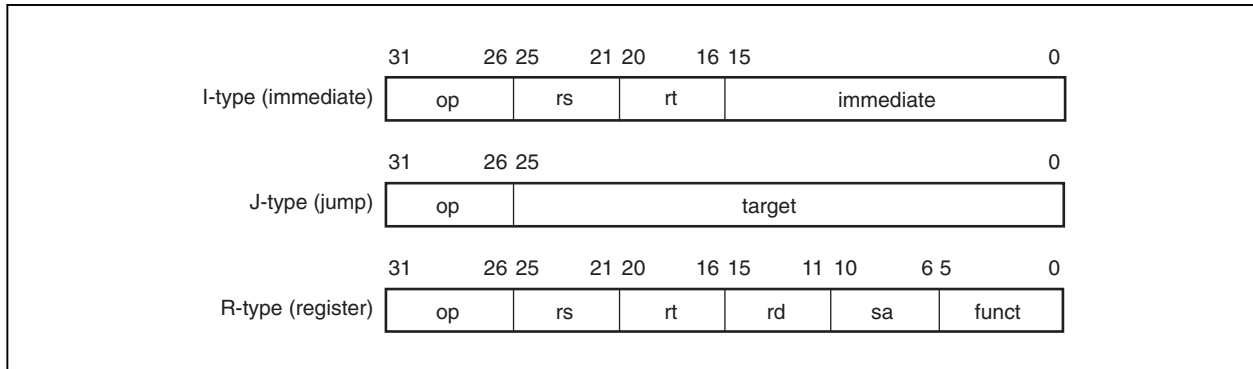 31 26 25 21 20 16 15 0
I-type (immediate) op rs rt immediate
31 26 25 0
J-type (jump) op target
31 26 25 21 20 16 15 11 10 6 5 0
R-type (register) op rs rt rd sa funct